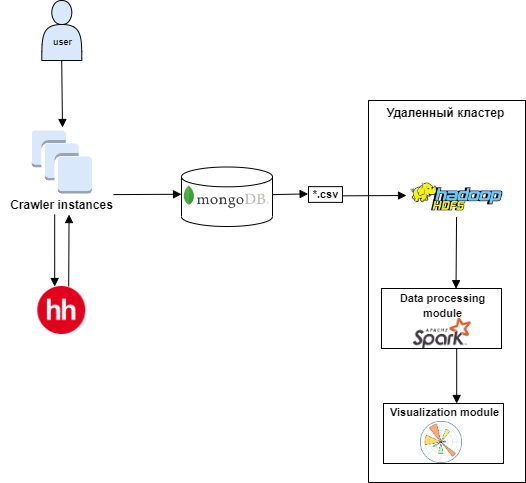 user
Удаленный кластер
Crawler instances
mongoDB.
*.csv
hadoop
HDFS
hh
Data processing
module
APACHE
Spark
Visualization module